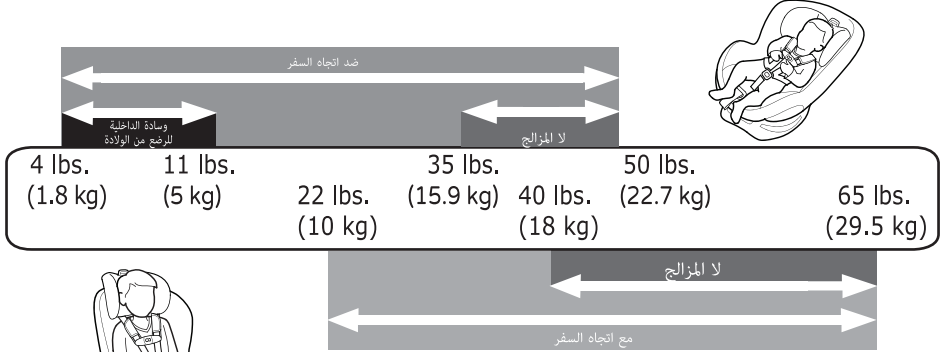 ضد اتجاه السفر
وسادة الداخلية
للرضع من الولادة
لا المزالج
4 lbs.
(1.8 kg)
11 lbs.
(5 kg)
22 lbs.
(10 kg)
35 lbs.
(15.9 kg)
40 lbs.
(18 kg)
50 lbs.
(22.7 kg)
65 lbs.
(29.5 kg)
لا المزالج
مع اتجاه السفر